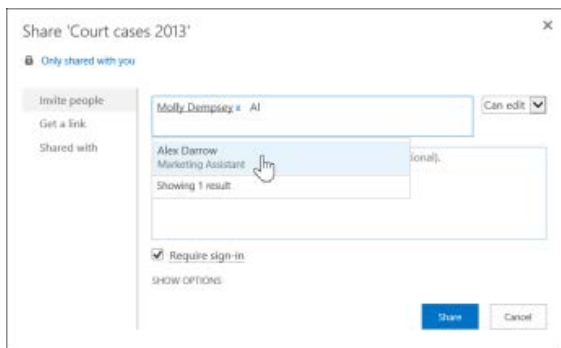 Share 'Court cases 2013'
Only shared with you
Invite people
Get a link
Shared with
Molly Dempsey x Al
Can edit
Alex Darrow
Marketing Assistant
ional).
Showing 1 result
Require sign-in
SHOW OPTIONS
Share Cancel